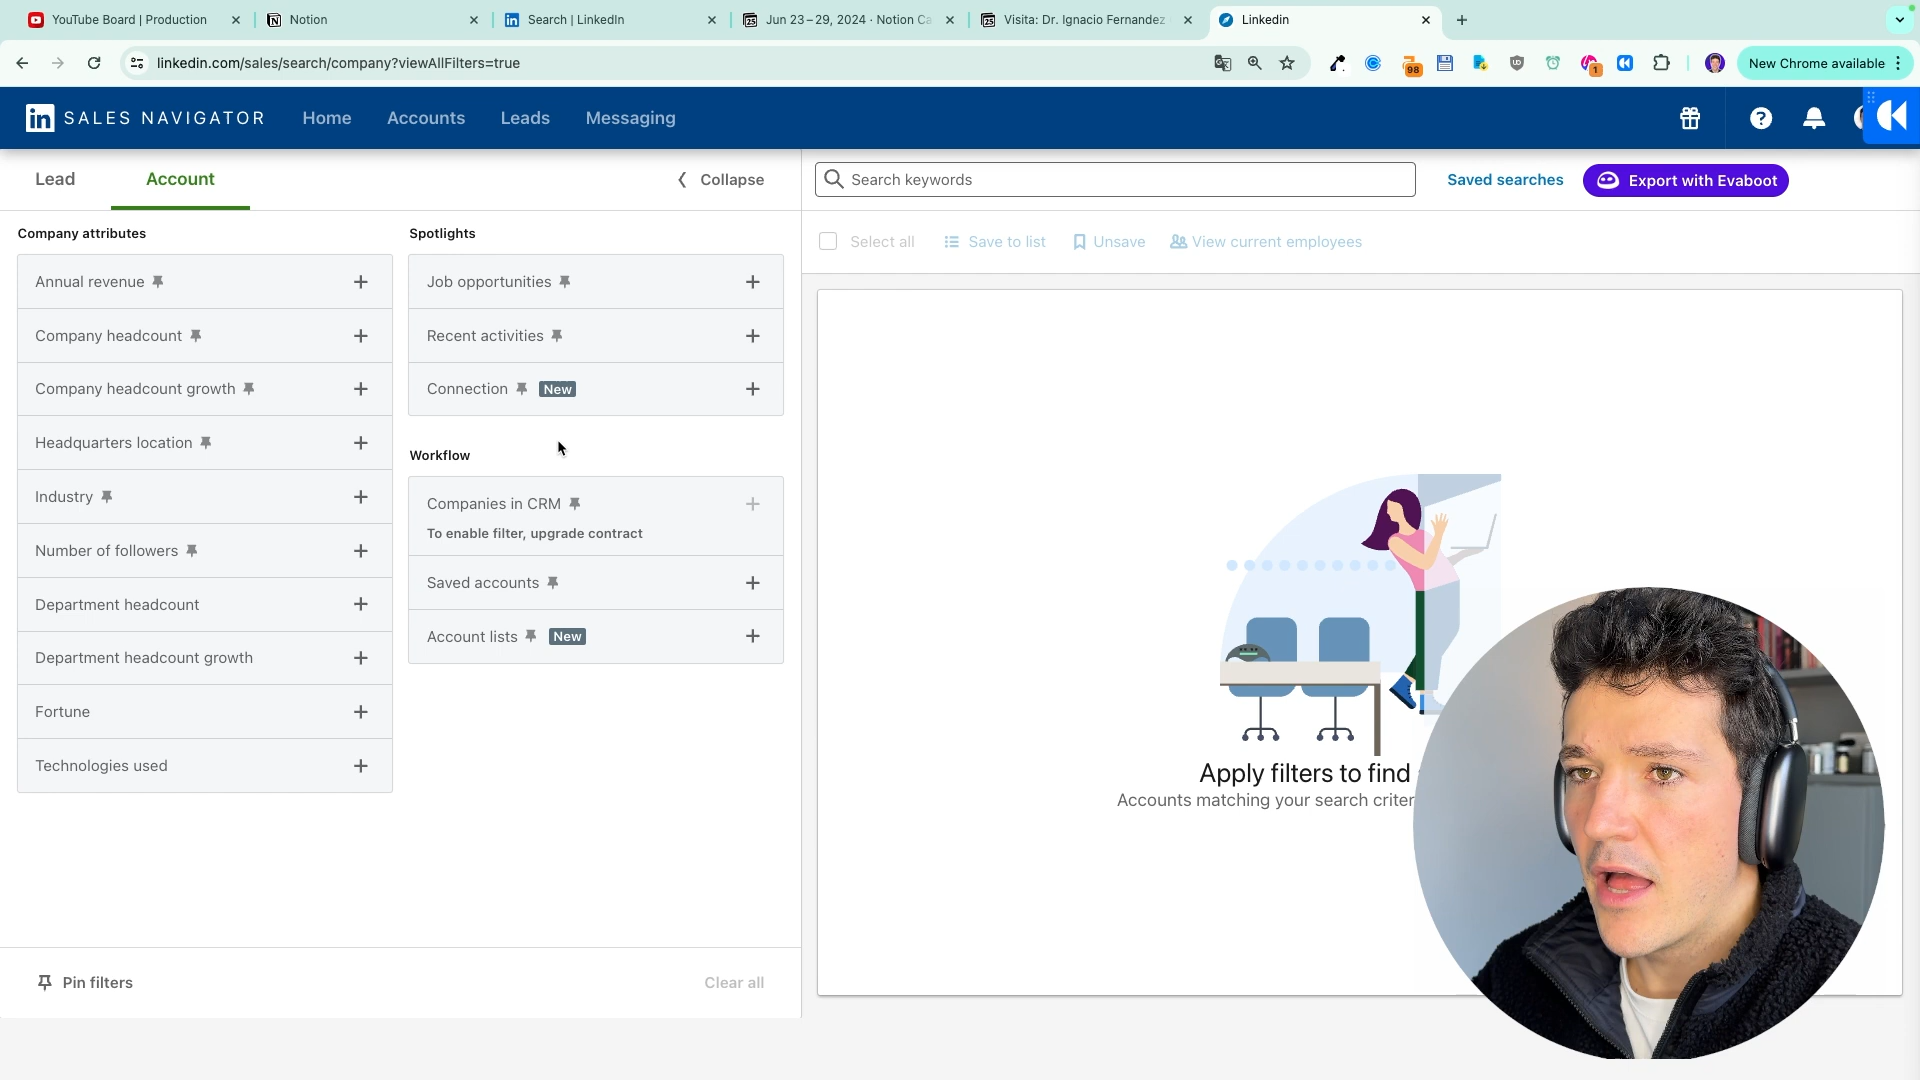 YouTube Board | Production
Notion
Search | LinkedIn
Jun 23 – 29, 2024 · Notion Ca
Visita: Dr. Ignacio Fernandez
Linkedin
linkedin.com/sales/search/company?viewAllFilters=true
98
1
New Chrome available
in SALES NAVIGATOR
Home
Accounts
Leads
Messaging
Lead
Account
Collapse
Search keywords
Saved searches
Export with Evaboot
Select all
Save to list
Unsave
View current employees
Company attributes
Annual revenue
Company headcount
Company headcount growth
Headquarters location
Industry
Number of followers
Department headcount
Department headcount growth
Fortune
Technologies used
Spotlights
Job opportunities
Recent activities
Connection New
Workflow
Companies in CRM
To enable filter, upgrade contract
Saved accounts
Account lists New
Apply filters to find
Accounts matching your search criter
Pin filters
Clear all